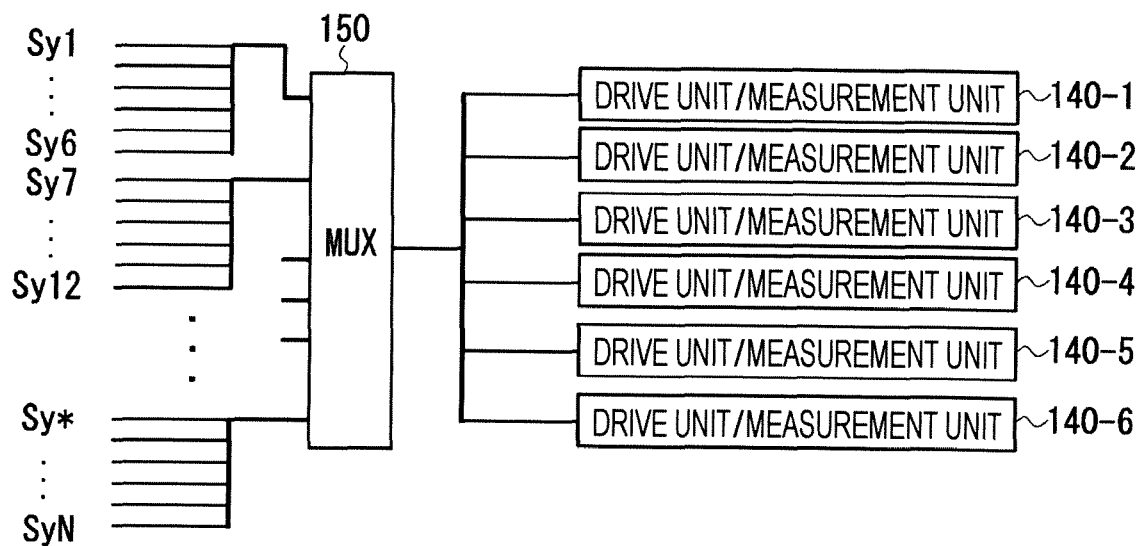 150
Sy1
Sy6
Sy7
Sy12
Sy*
SyN
MUX
DRIVE UNIT/MEASUREMENT UNIT 140-1
DRIVE UNIT/MEASUREMENT UNIT 140-2
DRIVE UNIT/MEASUREMENT UNIT 140-3
DRIVE UNIT/MEASUREMENT UNIT 140-4
DRIVE UNIT/MEASUREMENT UNIT 140-5
DRIVE UNIT/MEASUREMENT UNIT 140-6